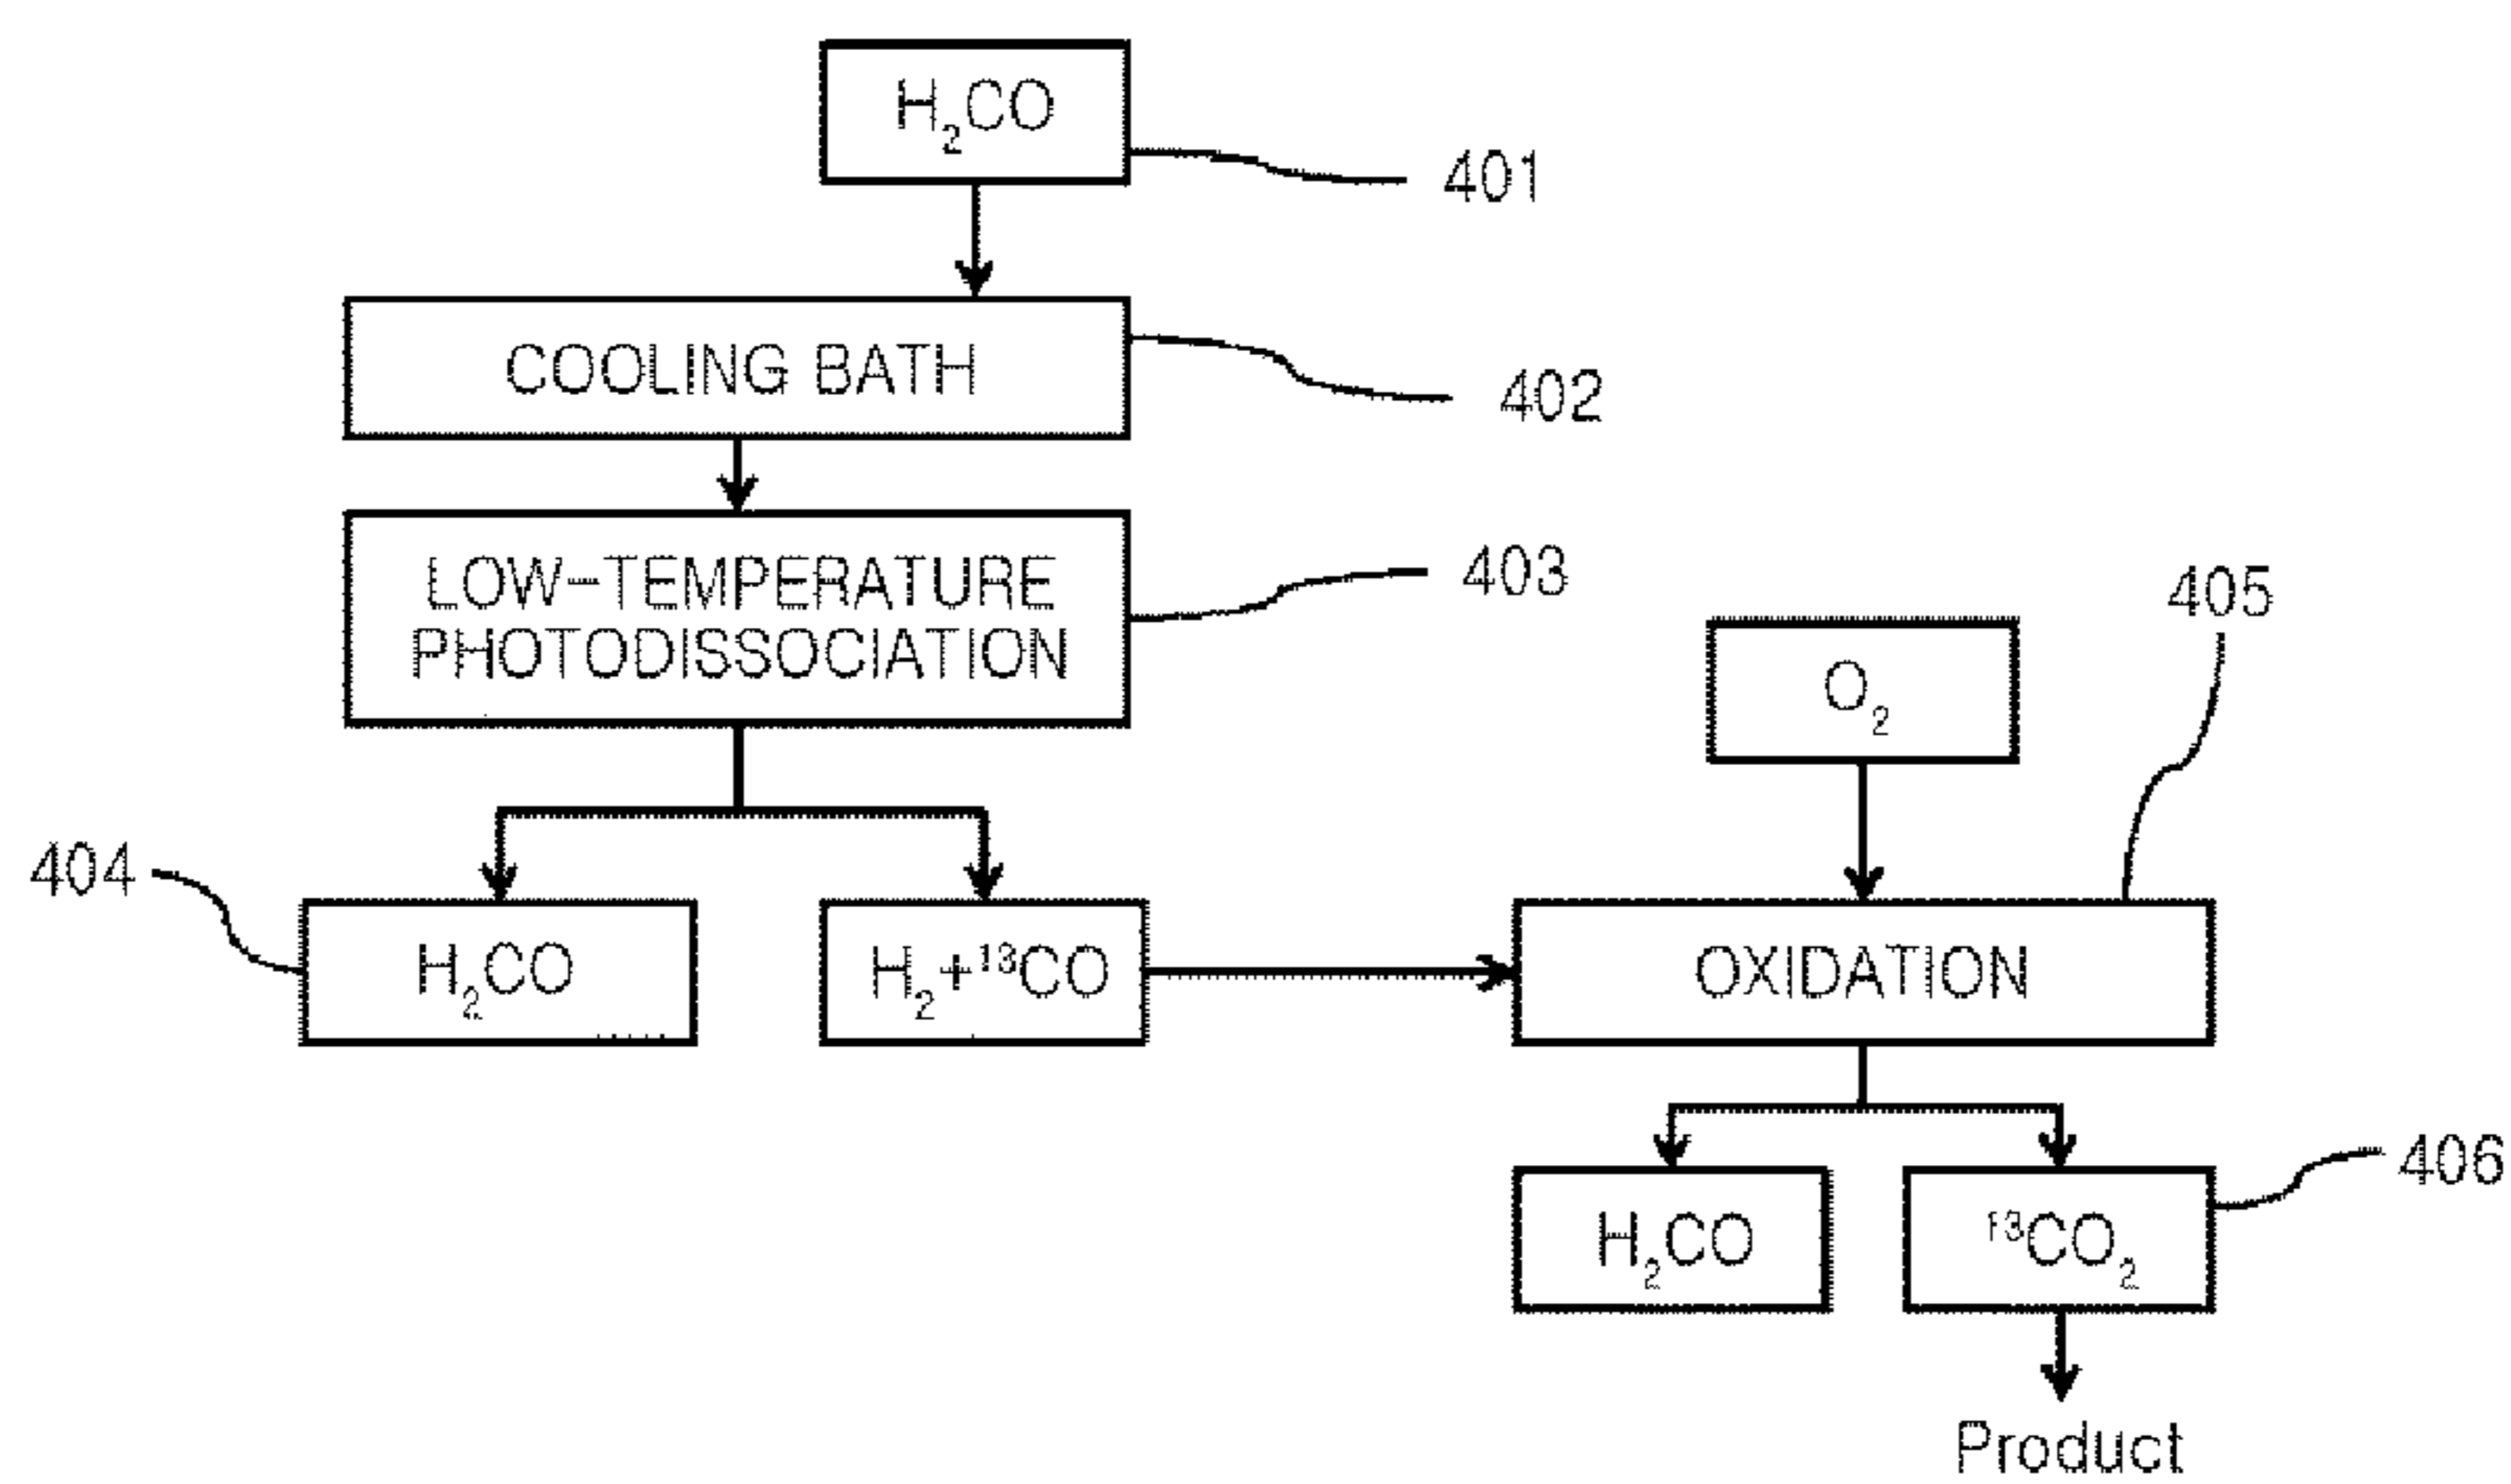 H₂CO
401
COOLING BATH
402
LOW-TEMPERATURE
PHOTODISSOCIATION
403
405
O₂
404
H₂CO
H₂+¹³CO
OXIDATION
H₂CO
¹³CO₂
406
Product